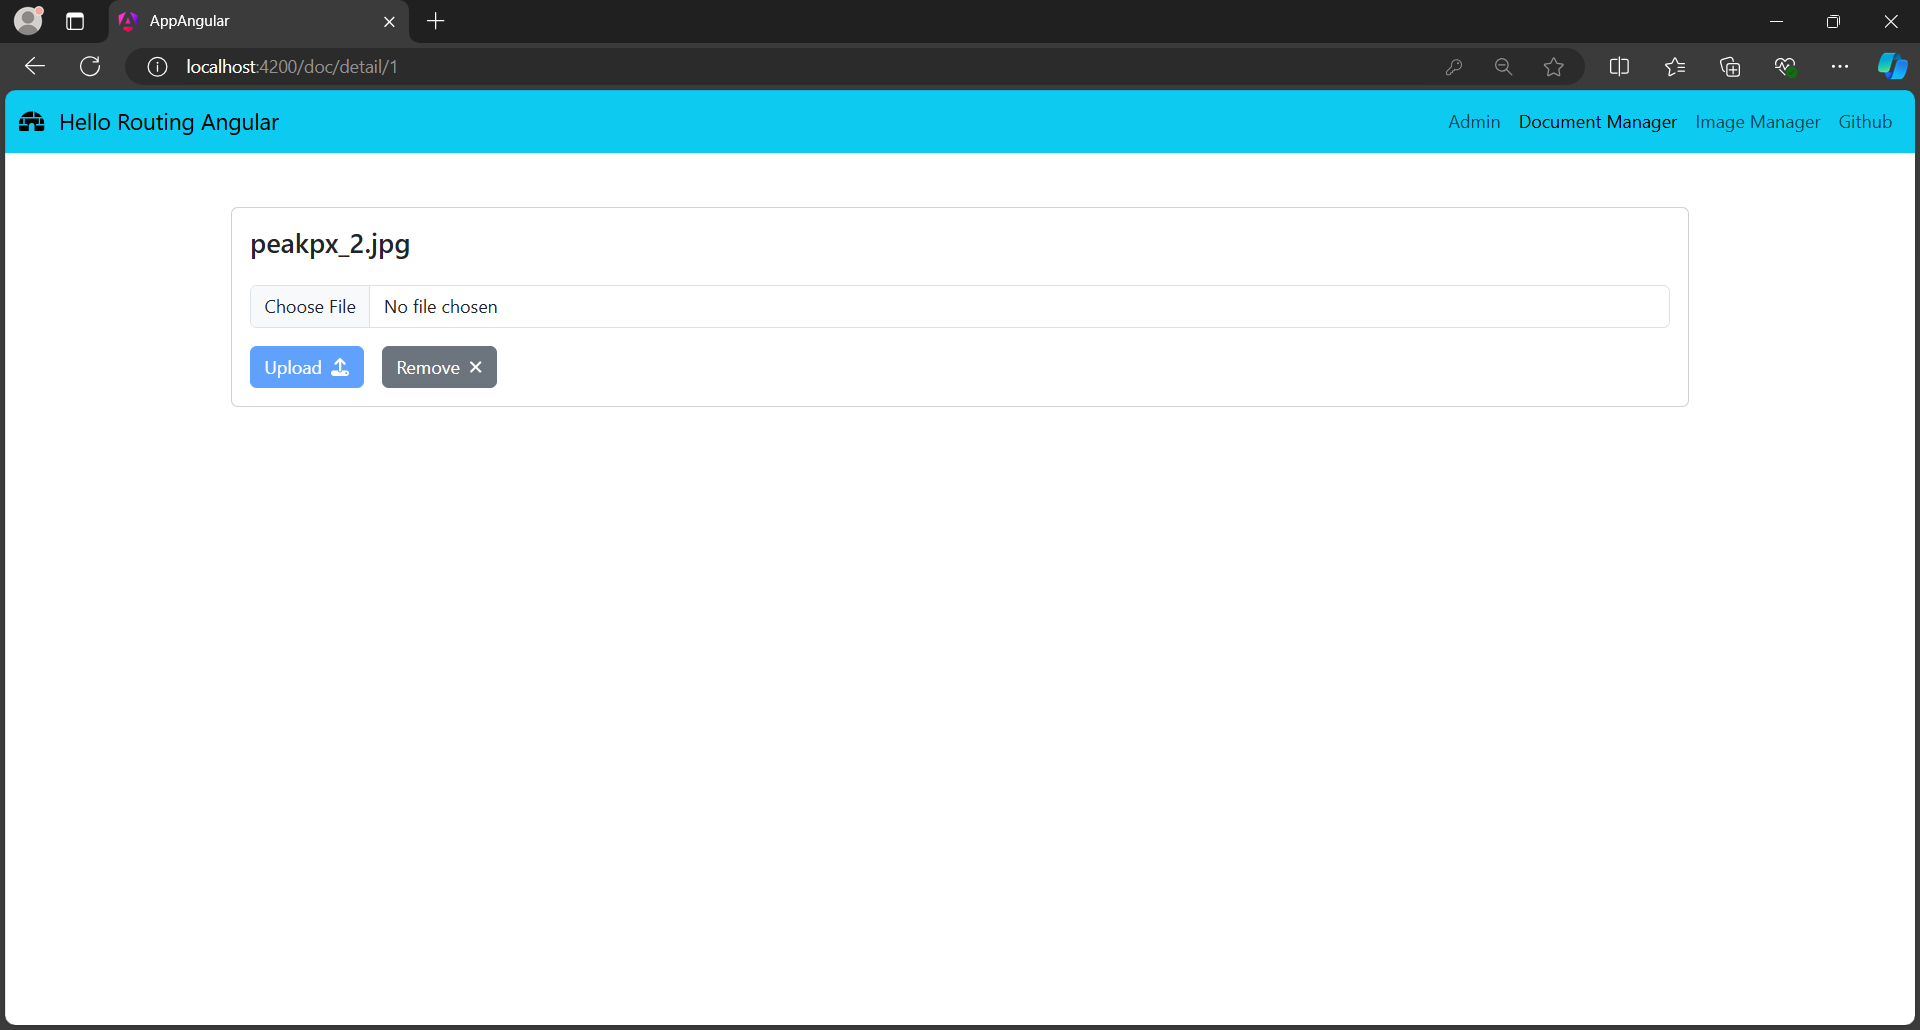 AppAngular
localhost:4200/doc/detail/1
Hello Routing Angular Admin Document Manager Image Manager Github
peakpx_2.jpg
Choose File No file chosen
Upload Remove